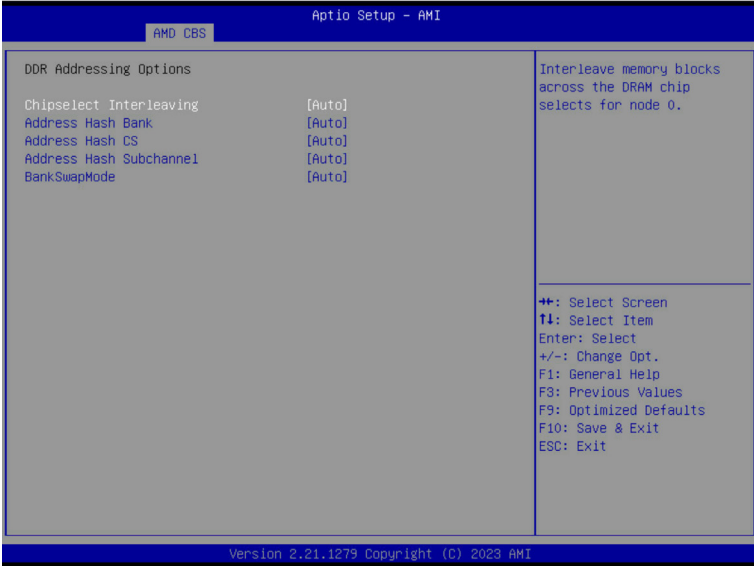 Aptio Setup – AMI
AMD CBS
DDR Addressing Options
Chipselect Interleaving [Auto]
Address Hash Bank [Auto]
Address Hash CS [Auto]
Address Hash Subchannel [Auto]
BankSwapMode [Auto]
Interleave memory blocks
across the DRAM chip
selects for node 0.
→←: Select Screen
↑↓: Select Item
Enter: Select
+/-: Change Opt.
F1: General Help
F3: Previous Values
F9: Optimized Defaults
F10: Save & Exit
ESC: Exit
Version 2.21.1279 Copyright (C) 2023 AMI